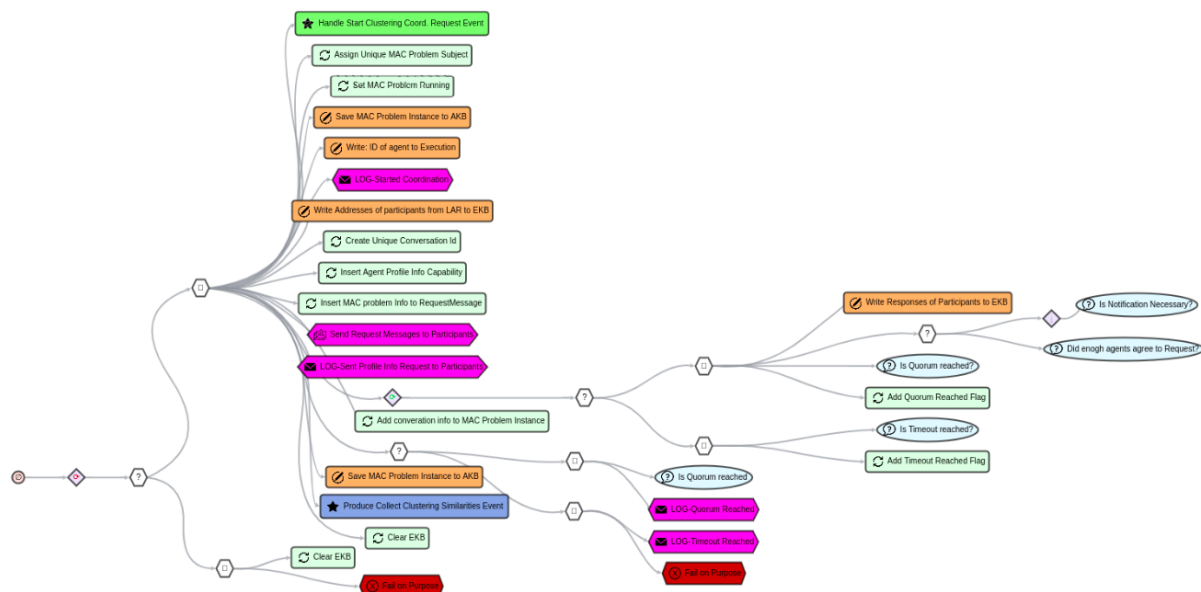 Handle Start Clustering Coord. Request Event
Assign Unique MAC Problem Subject
Set MAC Problem Running
Save MAC Problem Instance to AKB
Write: ID of agent to Execution
LOG-Started Coordination
Write Addresses of participants from LAR to EKB
Create Unique Conversation Id
Insert Agent Profile Info Capability
Insert MAC problem Info to RequestMessage
Write Responses of Participants to EKB
Is Notification Necessary?
Send Request Messages to Participants
?
Did enogh agents agree to Request?
LOG-Sent Profile Info Request to Participants
Is Quorum reached?
?
Add Quorum Reached Flag
Add converation info to MAC Problem Instance
Is Timeout reached?
?
Add Timeout Reached Flag
?
Save MAC Problem Instance to AKB
Is Quorum reached
Produce Collect Clustering Similarities Event
LOG-Quorum Reached
Clear EKB
LOG-Timeout Reached
Clear EKB
Fail on Purpose
Fail on Purpose